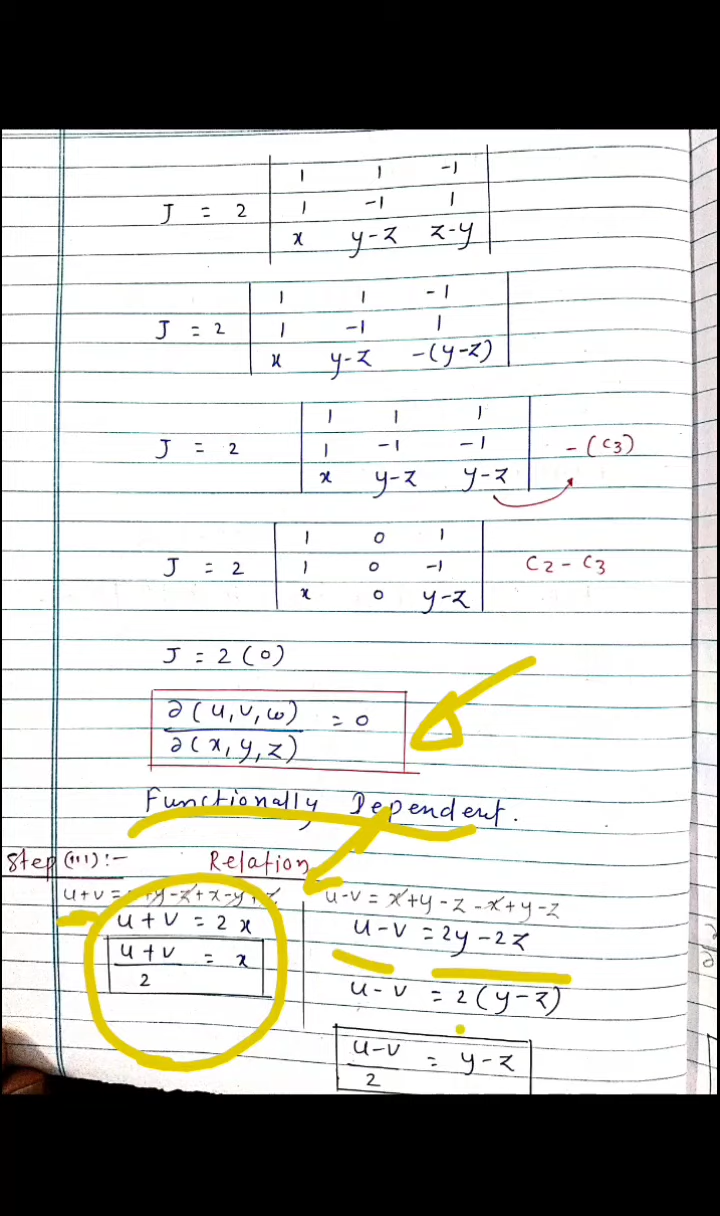 1 1 -1
J = 2 1 -1 1
x y-z z-y
1 1 -1
J = 2 1 -1 1
x y-z -(y-z)
1 1 1
J = 2 1 -1 -1 -(C3)
x y-z y-z
1 0 1
J = 2 1 0 -1 C2 - C3
x 0 y-z
J = 2(0)
∂(u,v,w) = 0
∂(x,y,z)
Functionally Dependent.
Step (iii) :- Relation
u+v = x+y-z+x-y+z
u+v = 2x
u+v = x
2
u-v = x+y-z-x+y-z
u-v = 2y-2z
u-v = 2(y-z)
u-v = y-z
2